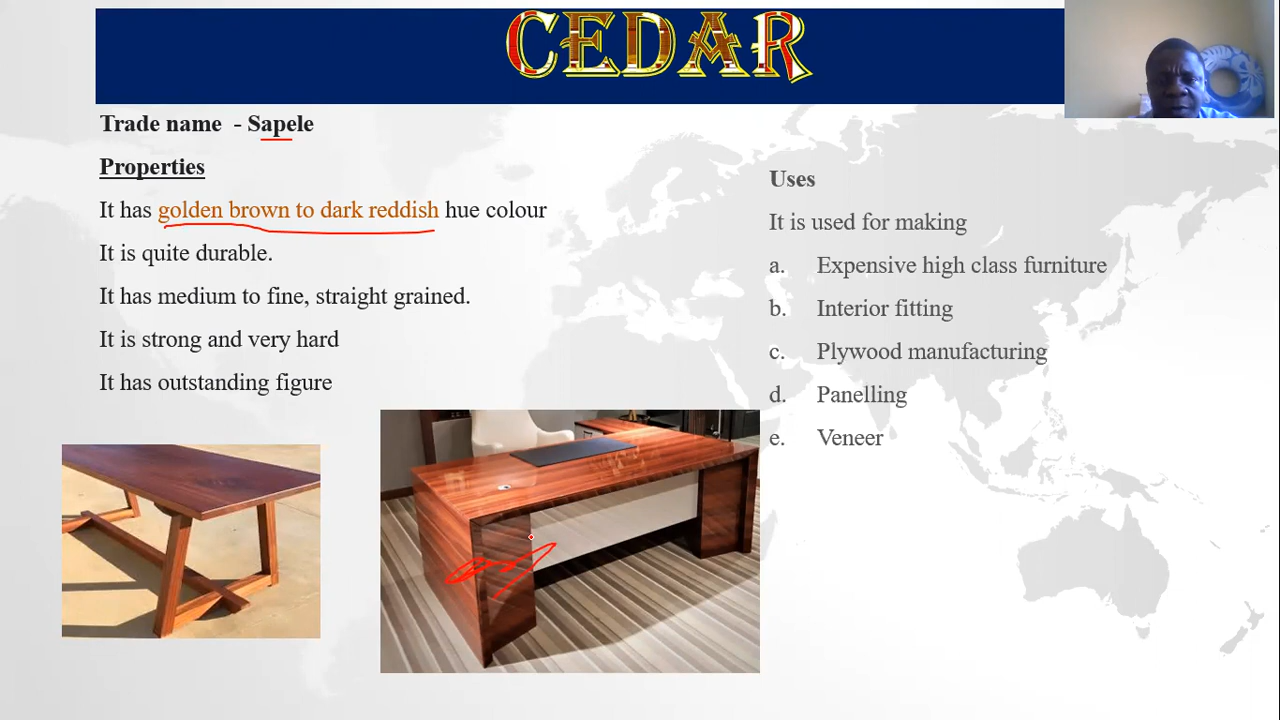 CEDAR
Trade name - Sapele
Properties
It has golden brown to dark reddish hue colour
It is quite durable.
It has medium to fine, straight grained.
It is strong and very hard
It has outstanding figure
Uses
It is used for making
a. Expensive high class furniture
b. Interior fitting
c. Plywood manufacturing
d. Panelling
e. Veneer